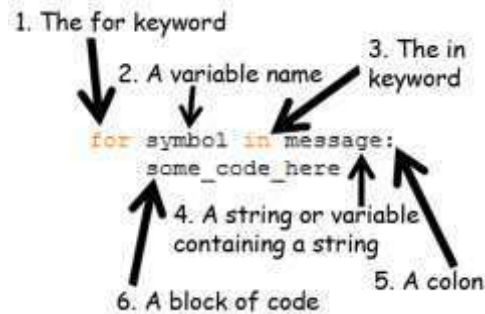 1. The for keyword
2. A variable name
3. The in
keyword
for symbol in message:
some_code_here
4. A string or variable
containing a string
5. A colon
6. A block of code